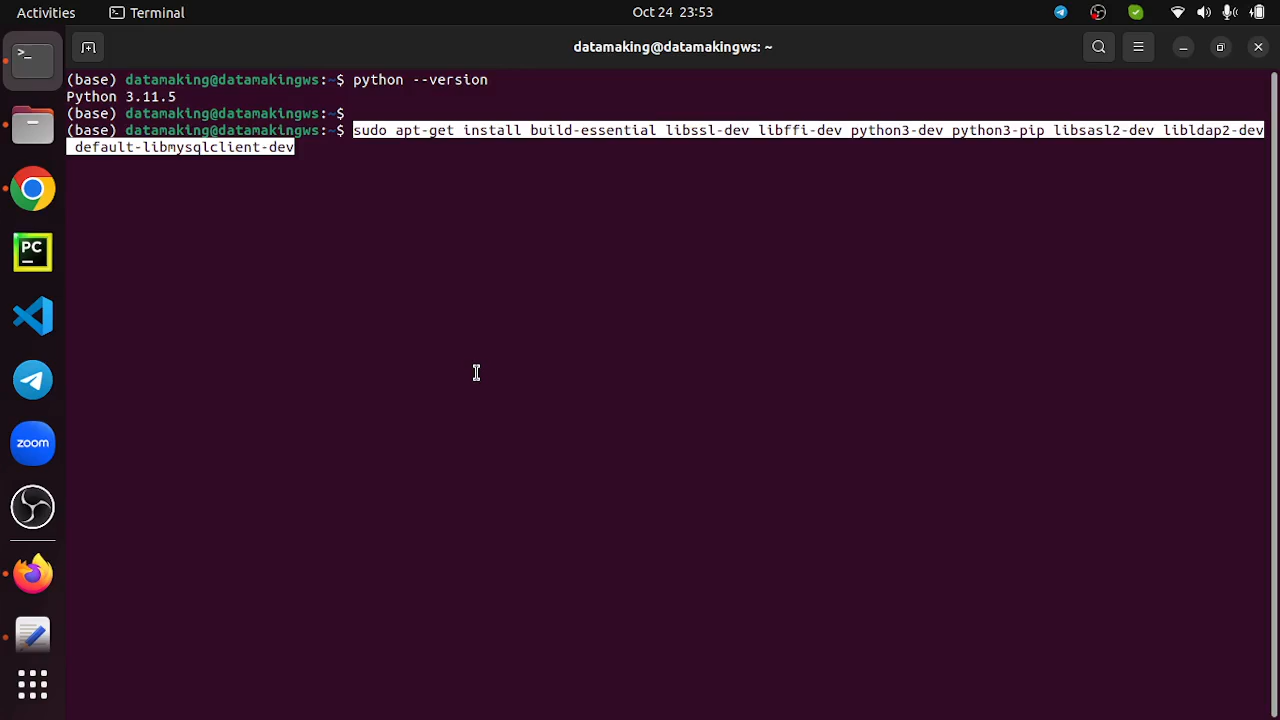 Activities
Terminal
Oct 24 23:53
datamaking@datamakingws: ~
(base) datamaking@datamakingws:~$ python --version
Python 3.11.5
(base) datamaking@datamakingws:~$
(base) datamaking@datamakingws:~$ sudo apt-get install build-essential libssl-dev libffi-dev python3-dev python3-pip libsasl2-dev libldap2-dev
default-libmysqlclient-dev
PC
zoom